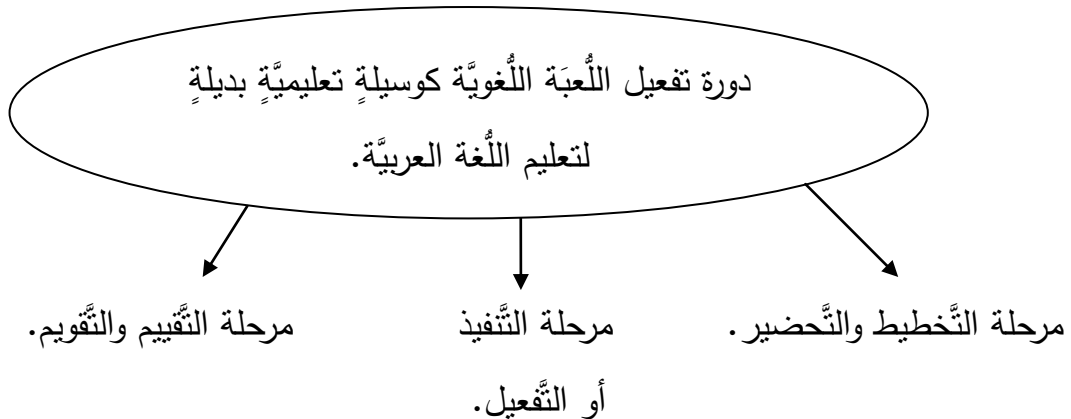 دورة تفعيل اللُّعبَة اللُّغويَّة كوسيلةٍ تعليميَّةٍ بديلةٍ
لتعليم اللُّغة العربيَّة.
مرحلة التَّخطيط والتَّحضير.
مرحلة التَّنفيذ
أو التَّفعيل.
مرحلة التَّقييم والتَّقويم.